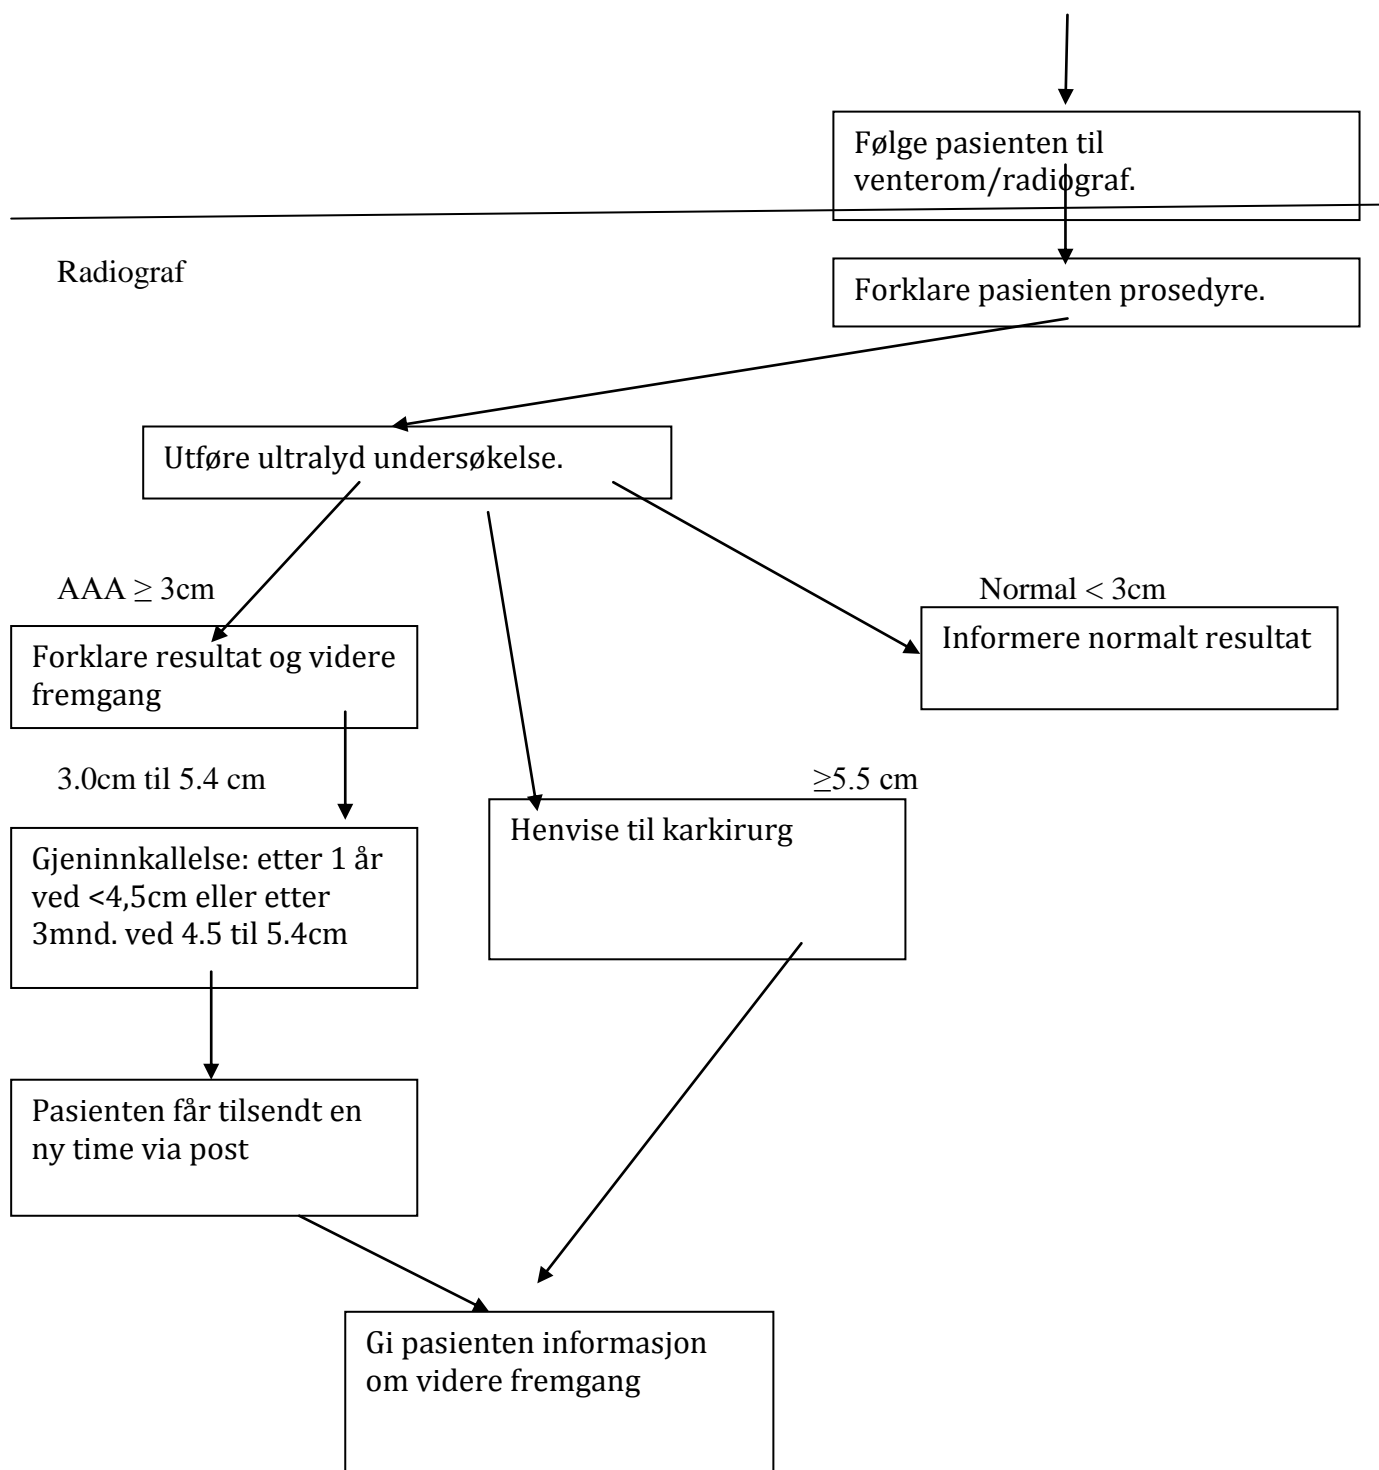 Følge pasienten til
venterom/radiograf.
Radiograf
Forklare pasienten prosedyre.
Utføre ultralyd undersøkelse.
AAA ≥ 3cm
Normal < 3cm
Forklare resultat og videre
fremgang
Informere normalt resultat
3.0cm til 5.4 cm
≥5.5 cm
Gjeninnkallelse: etter 1 år
ved <4,5cm eller etter
3mnd. ved 4.5 til 5.4cm
Henvise til karkirurg
Pasienten får tilsendt en
ny time via post
Gi pasienten informasjon
om videre fremgang